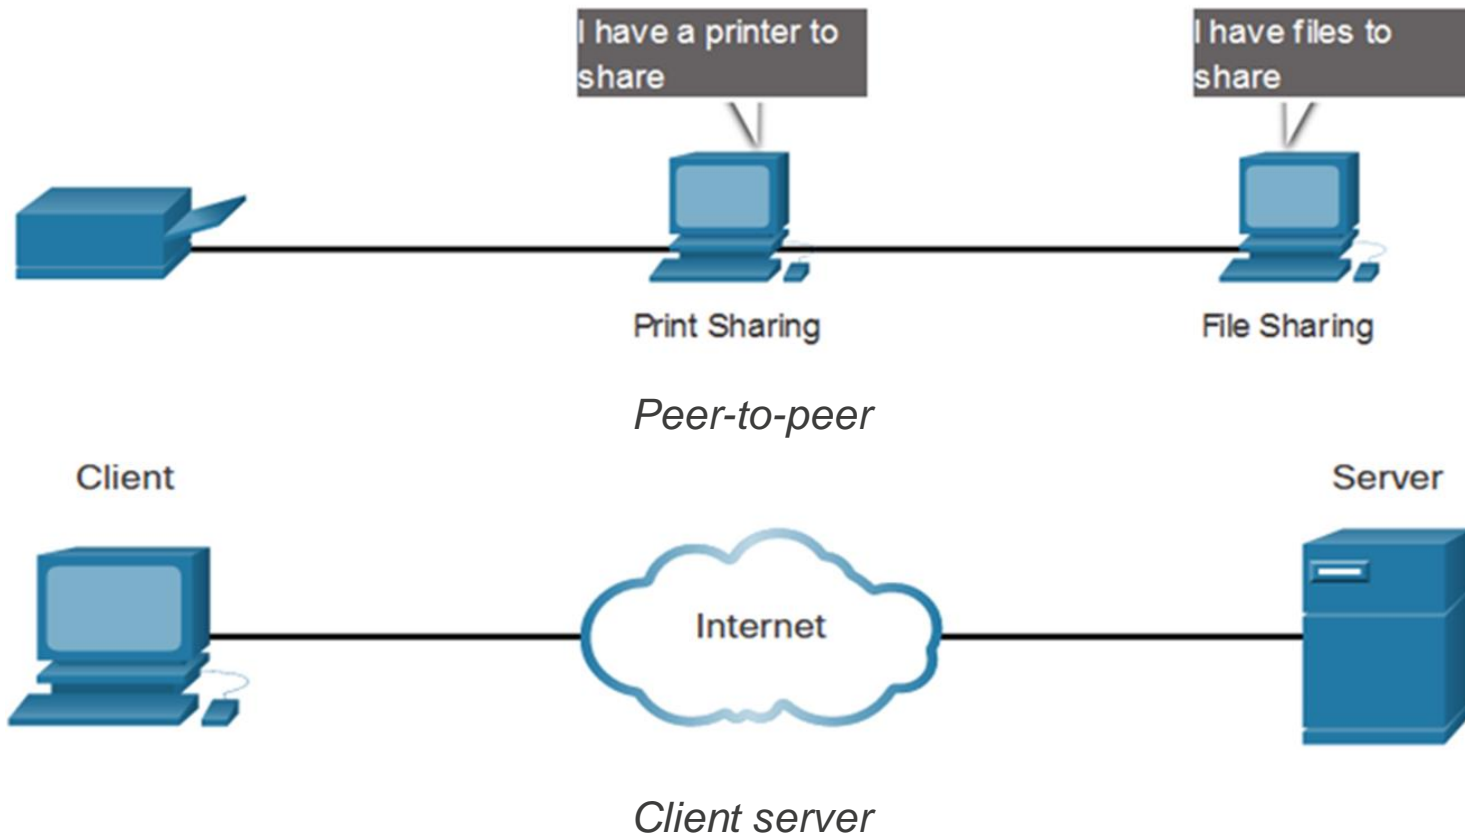 I have a printer to
share
I have files to
share
Print Sharing
File Sharing
Peer-to-peer
Client
Server
Internet
Client server